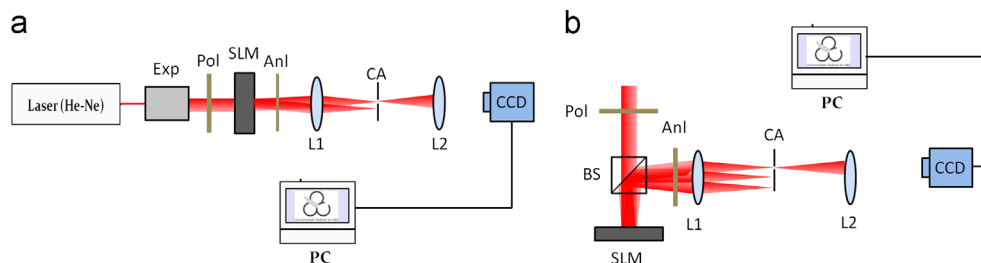 a
Laser (He-Ne)
Exp
Pol
SLM
Anl
L1
CA
L2
CCD
PC
b
Pol
BS
SLM
Anl
L1
CA
L2
CCD
PC